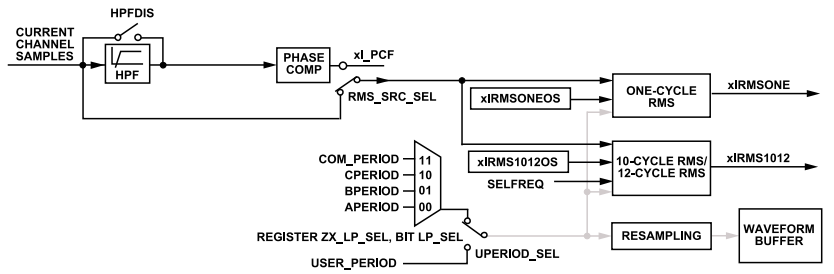 HPFDIS
CURRENT
CHANNEL
SAMPLES
HPF
PHASE
COMP
xI_PCF
RMS_SRC_SEL
xIRMSONEOS
ONE-CYCLE
RMS
xIRMSONE
COM_PERIOD 11
CPERIOD 10
BPERIOD 01
APERIOD 00
xIRMS1012OS
SELFREQ
10-CYCLE RMS/
12-CYCLE RMS
xIRMS1012
REGISTER ZX_LP_SEL, BIT LP_SEL
UPERIOD_SEL
USER_PERIOD
RESAMPLING
WAVEFORM
BUFFER